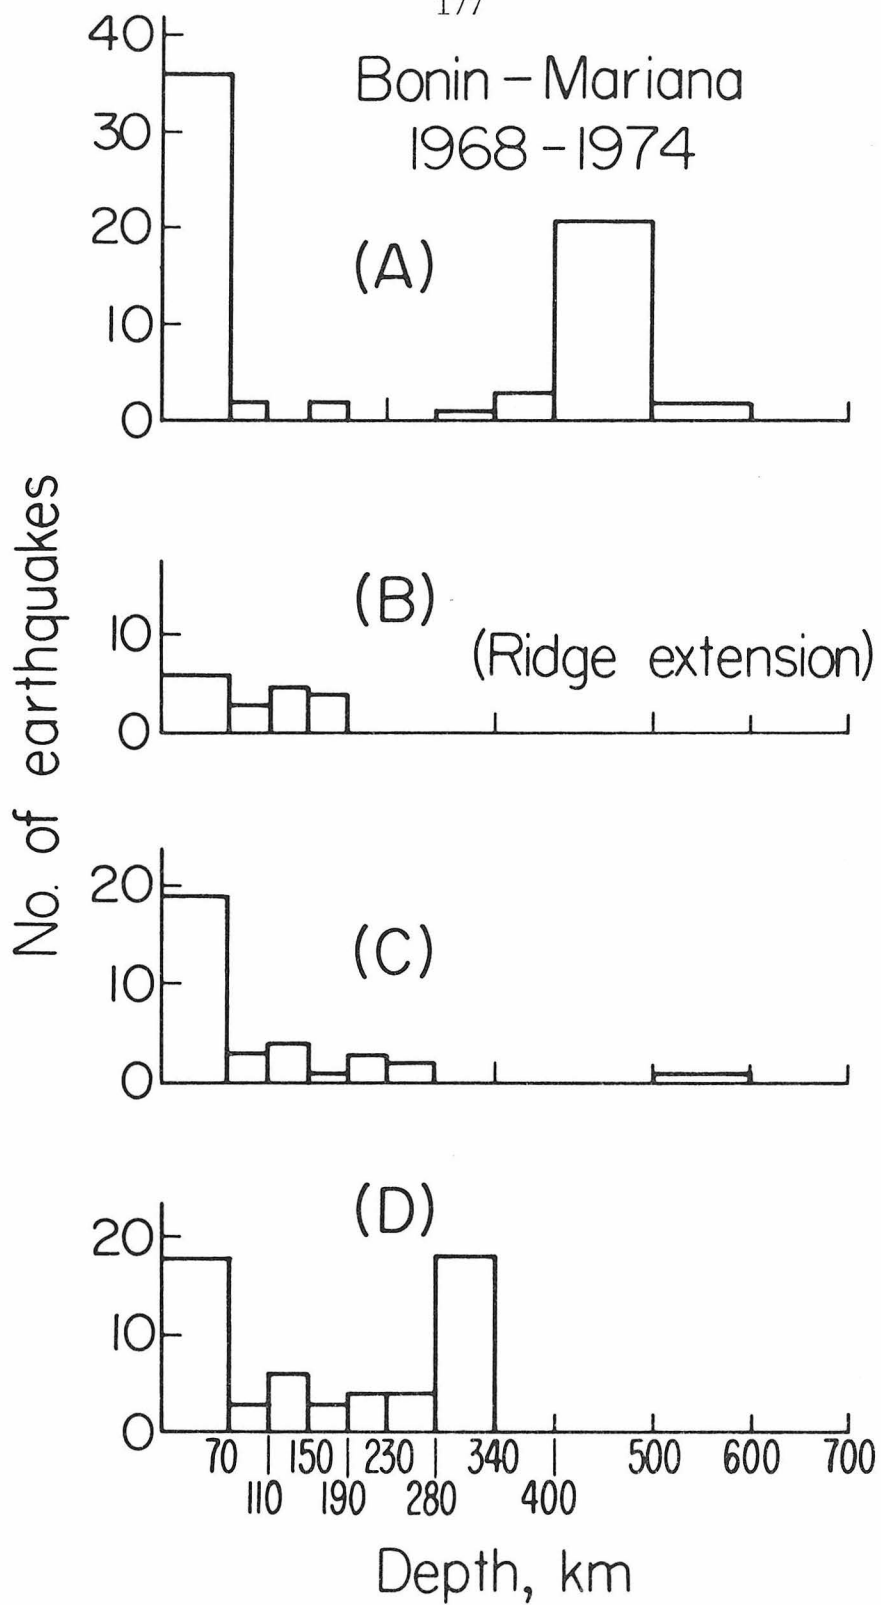 177
40
Bonin – Mariana
30
1968 – 1974
20
(A)
10
0
No. of earthquakes
(B)
10
(Ridge extension)
0
20
(C)
10
0
(D)
20
10
0
70 150 230 340 500 600 700
110 190 280 400
Depth, km